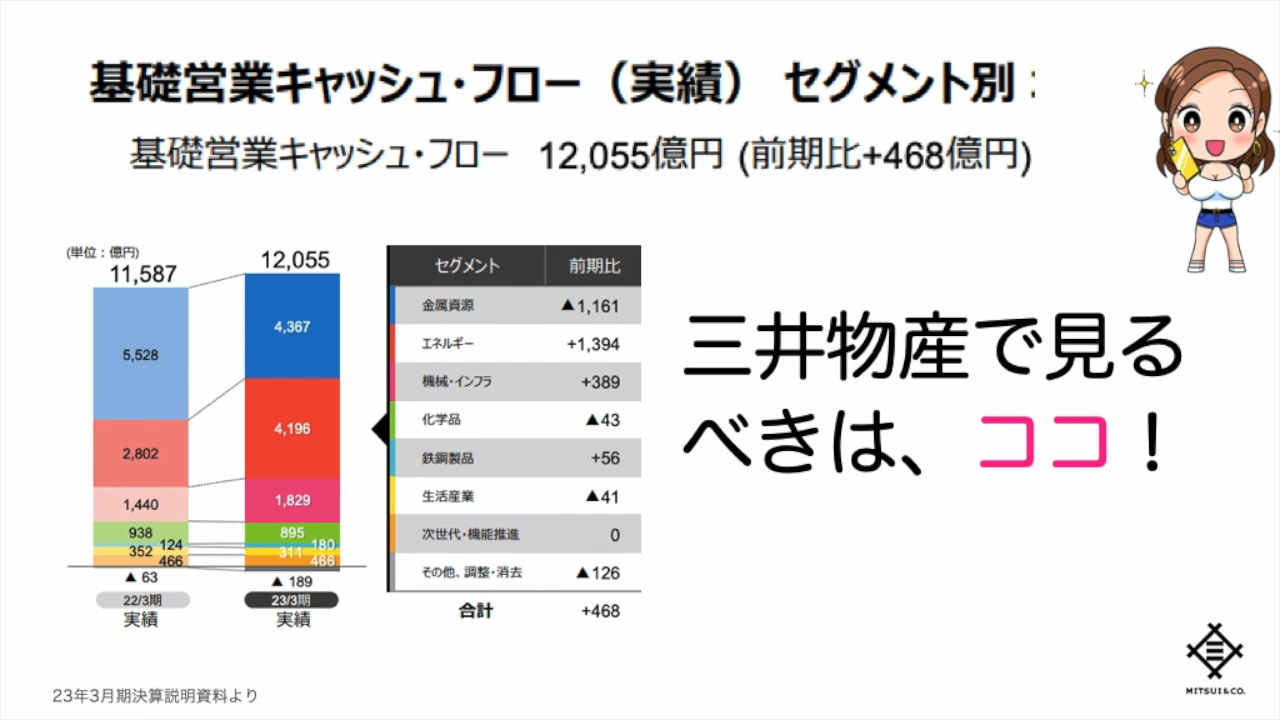 基礎営業キャッシュ・フロー（実績） セグメント別：
基礎営業キャッシュ・フロー 12,055億円 (前期比+468億円)
(単位：億円)
11,587
12,055
5,528
2,802
1,440
938
124
352
466
▲ 63
22/3期
実績
4,367
4,196
1,829
895
180
311
466
▲ 189
23/3期
実績
セグメント 前期比
金属資源 ▲1,161
エネルギー +1,394
機械・インフラ +389
化学品 ▲43
鉄鋼製品 +56
生活産業 ▲41
次世代・機能推進 0
その他、調整・消去 ▲126
合計 +468
三井物産で見る
べきは、ココ！
MITSUI&CO.
23年3月期決算説明資料より